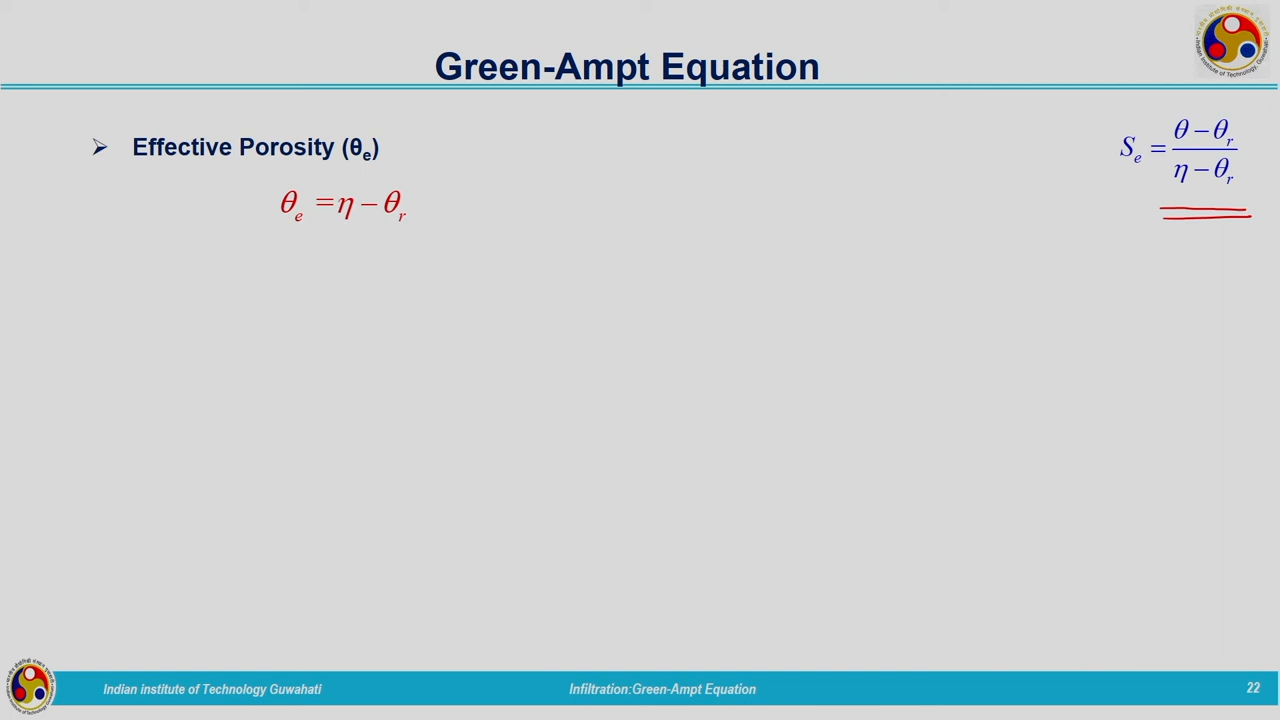 Green-Ampt Equation
➢ Effective Porosity (θₑ)
θₑ = η − θᵣ
Sₑ = (θ − θᵣ) / (η − θᵣ)
Indian institute of Technology Guwahati
Infiltration:Green-Ampt Equation
22